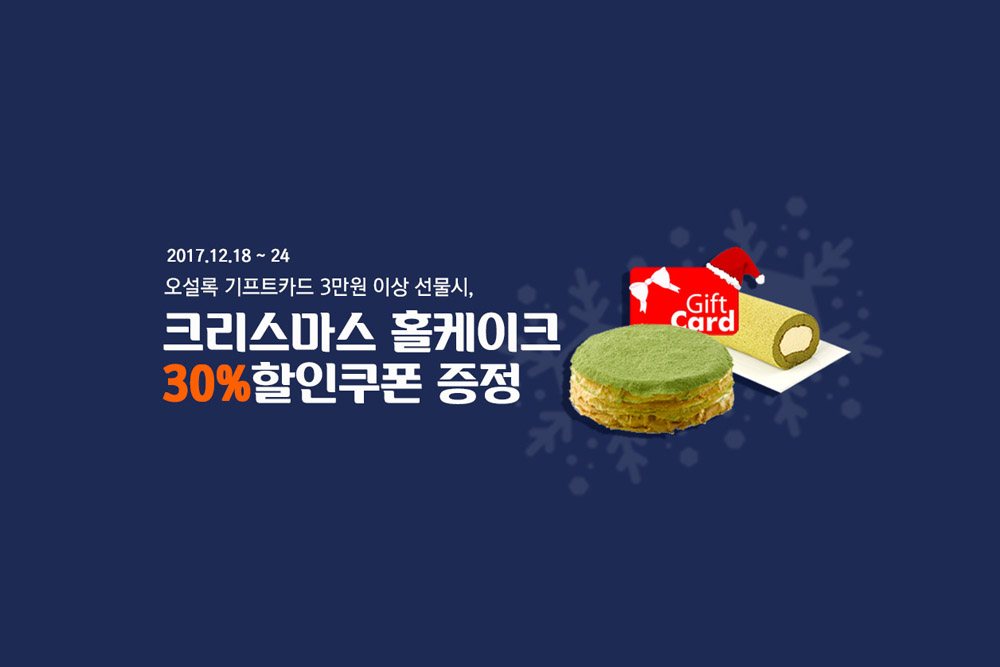 2017.12.18 ~ 24
오설록 기프트카드 3만원 이상 선물시,
크리스마스 홀케이크
30%할인쿠폰 증정
Gift
Card